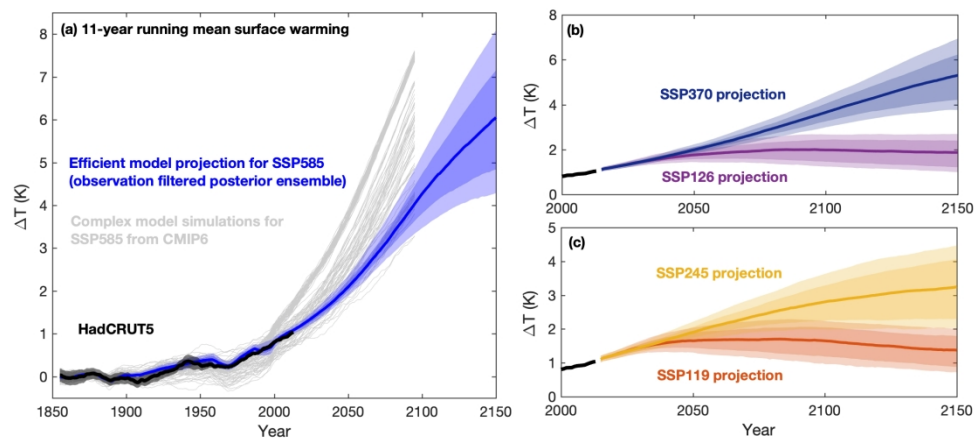 (a) 11-year running mean surface warming
8
7
6
5
4
3
2
1
0
ΔT (K)
Efficient model projection for SSP585
(observation filtered posterior ensemble)
Complex model simulations for
SSP585 from CMIP6
HadCRUT5
1850
1900
1950
2000
2050
2100
2150
Year
(b)
8
6
4
2
0
ΔT (K)
SSP370 projection
SSP126 projection
2000
2050
2100
2150
(c)
5
4
3
2
1
0
ΔT (K)
SSP245 projection
SSP119 projection
2000
2050
2100
2150
Year